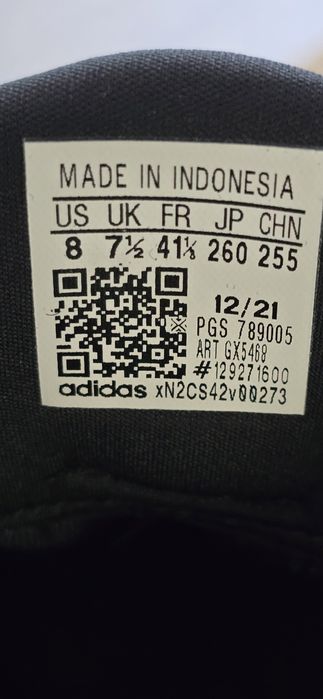 MADE IN INDONESIA
US UK FR JP CHN
8 7½ 41⅓ 260 255
12/21
PGS 789005
ART GX5468
#129271600
adidas xN2CS42v00273